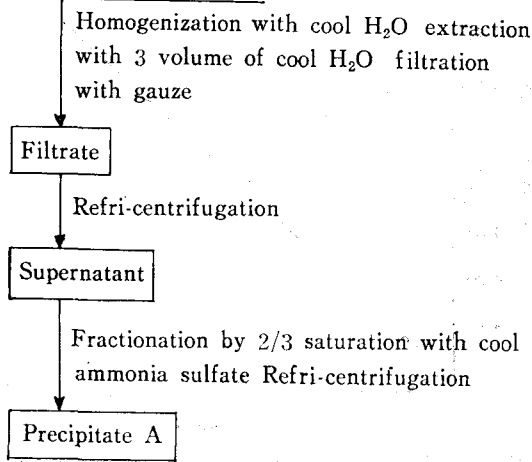 Homogenization with cool H₂O extraction
with 3 volume of cool H₂O filtration
with gauze
Filtrate
Refri-centrifugation
Supernatant
Fractionation by 2/3 saturation with cool
ammonia sulfate Refri-centrifugation
Precipitate A